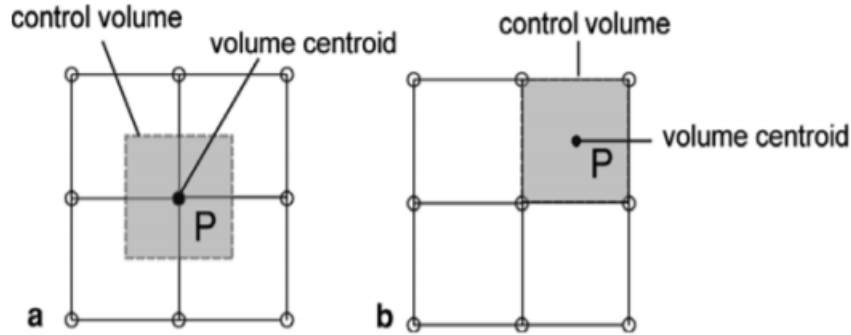 control volume
volume centroid
P
a
control volume
volume centroid
P
b